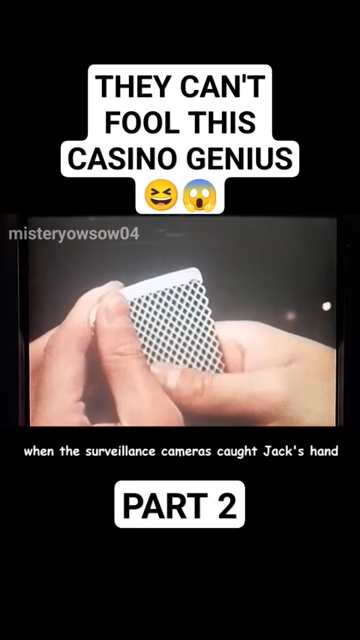 THEY CAN'T
FOOL THIS
CASINO GENIUS
😆😱
misteryowsow04
when the surveillance cameras caught Jack's hand
PART 2